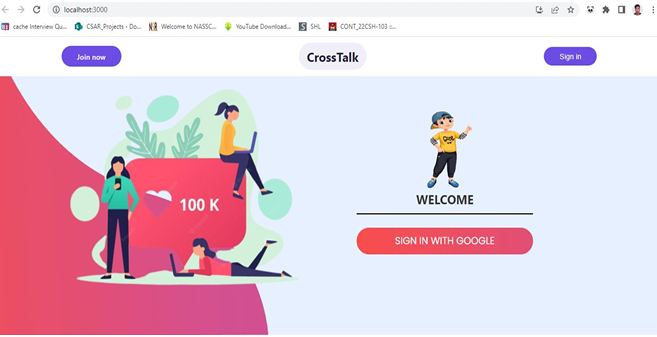 localhost:3000
cache Interview Qu...
CSAR_Projects - Do...
Welcome to NASSC...
YouTube Download...
SHL
CONT_22CSH-103 ::...
Join now
CrossTalk
Sign in
100 K
WELCOME
SIGN IN WITH GOOGLE